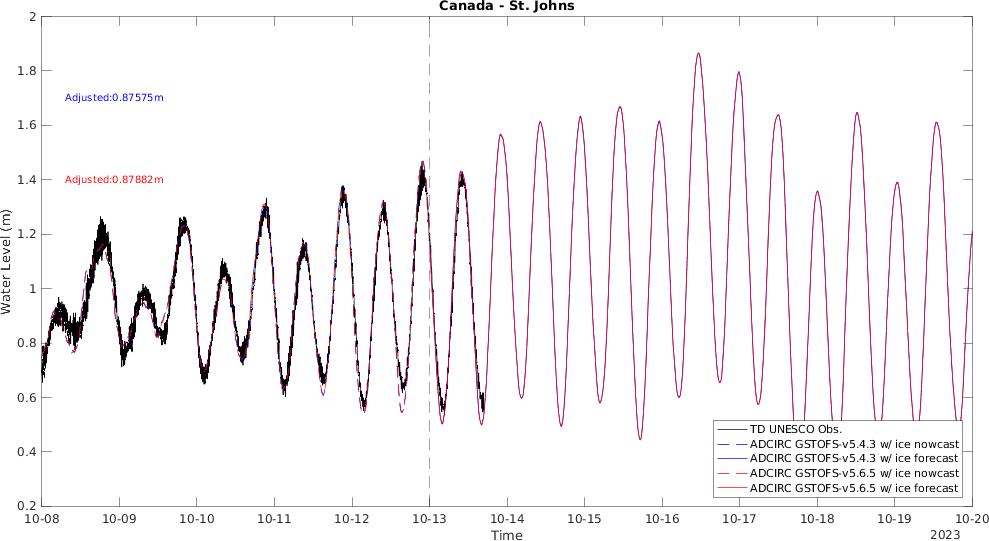 Canada - St. Johns
2
1.8
1.6
1.4
1.2
1
0.8
0.6
0.4
0.2
Water Level (m)
Adjusted:0.87575m
Adjusted:0.87882m
TD UNESCO Obs.
ADCIRC GSTOFS-v5.4.3 w/ ice nowcast
ADCIRC GSTOFS-v5.4.3 w/ ice forecast
ADCIRC GSTOFS-v5.6.5 w/ ice nowcast
ADCIRC GSTOFS-v5.6.5 w/ ice forecast
10-08 10-09 10-10 10-11 10-12 10-13 10-14 10-15 10-16 10-17 10-18 10-19 10-20
Time
2023